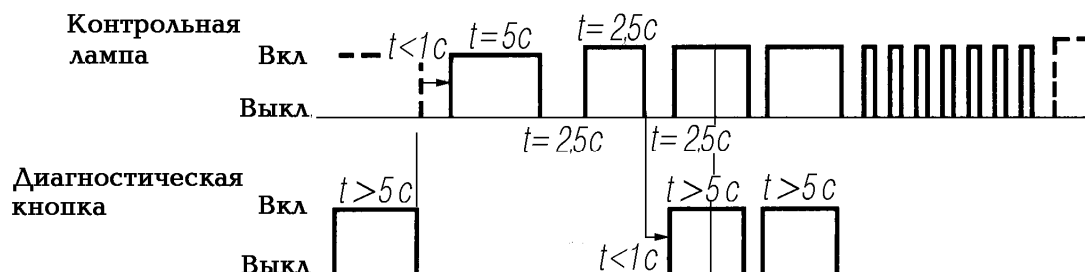 Контрольная
лампа
Вкл
Выкл.
t<1c
t=5c
t=2,5c
t=2,5c
t=2,5c
Диагностическая
кнопка
Вкл
Выкл
t>5c
t<1c
t>5c
t>5c